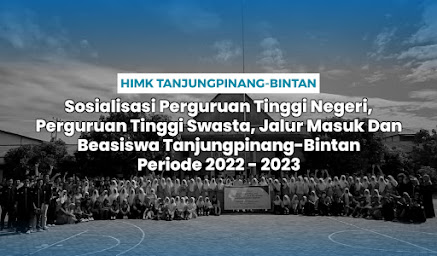 HIMK TANJUNGPINANG-BINTAN
Sosialisasi Perguruan Tinggi Negeri,
Perguruan Tinggi Swasta, Jalur Masuk Dan
Beasiswa Tanjungpinang-Bintan
Periode 2022 - 2023